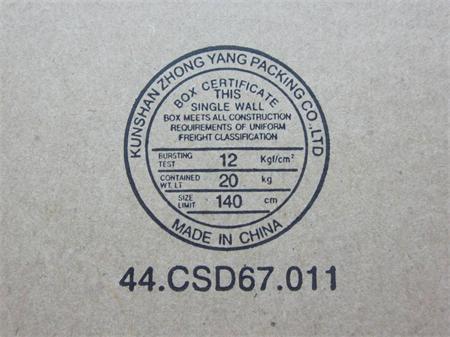 KUNSHAN ZHONG YANG PACKING CO.,LTD
BOX CERTIFICATE
THIS
SINGLE WALL
BOX MEETS ALL CONSTRUCTION
REQUIREMENTS OF UNIFORM
FREIGHT CLASSIFICATION
BURSTING TEST 12 Kgf/cm²
CONTAINED WT. LT 20 kg
SIZE LIMIT 140 cm
MADE IN CHINA
44.CSD67.011